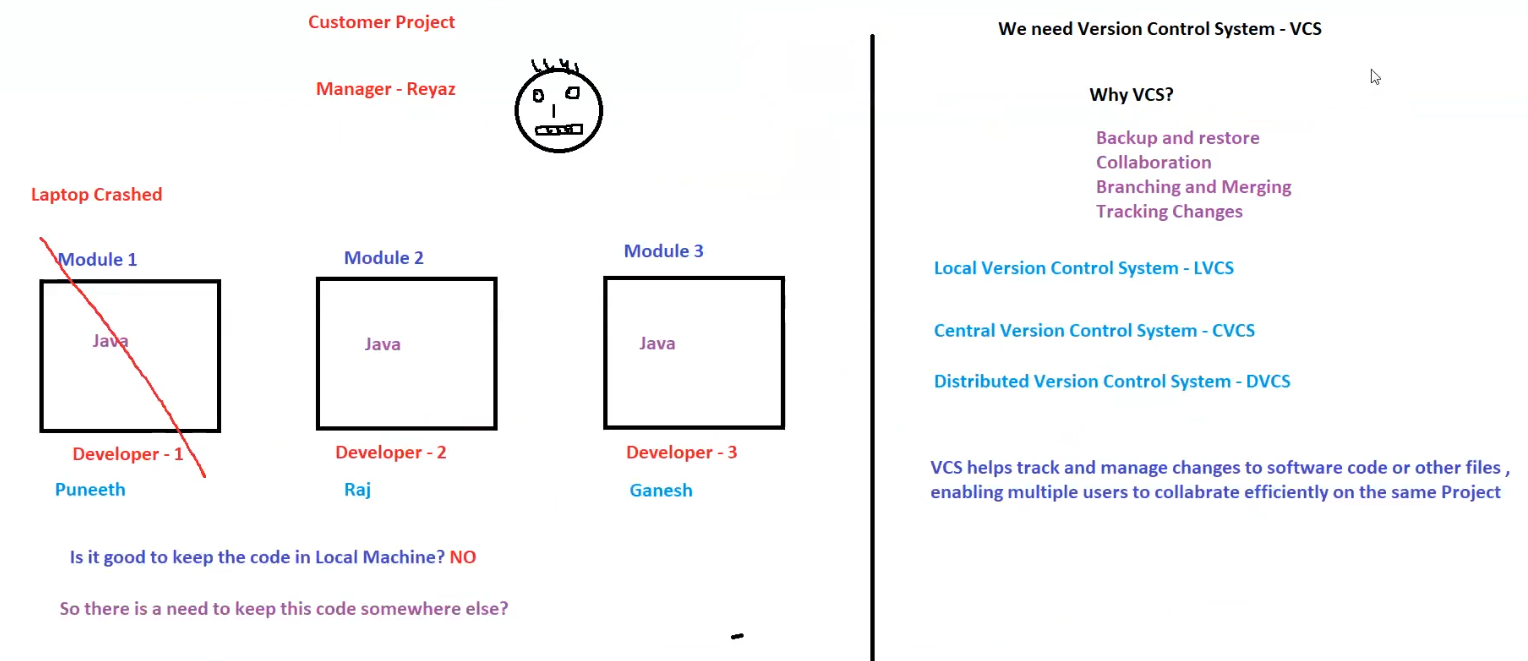 Customer Project
Manager - Reyaz
Laptop Crashed
Module 1
Module 2
Module 3
Java
Java
Java
Developer - 1
Developer - 2
Developer - 3
Puneeth
Raj
Ganesh
Is it good to keep the code in Local Machine? NO
So there is a need to keep this code somewhere else?
We need Version Control System - VCS
Why VCS?
Backup and restore
Collaboration
Branching and Merging
Tracking Changes
Local Version Control System - LVCS
Central Version Control System - CVCS
Distributed Version Control System - DVCS
VCS helps track and manage changes to software code or other files ,
enabling multiple users to collabrate efficiently on the same Project